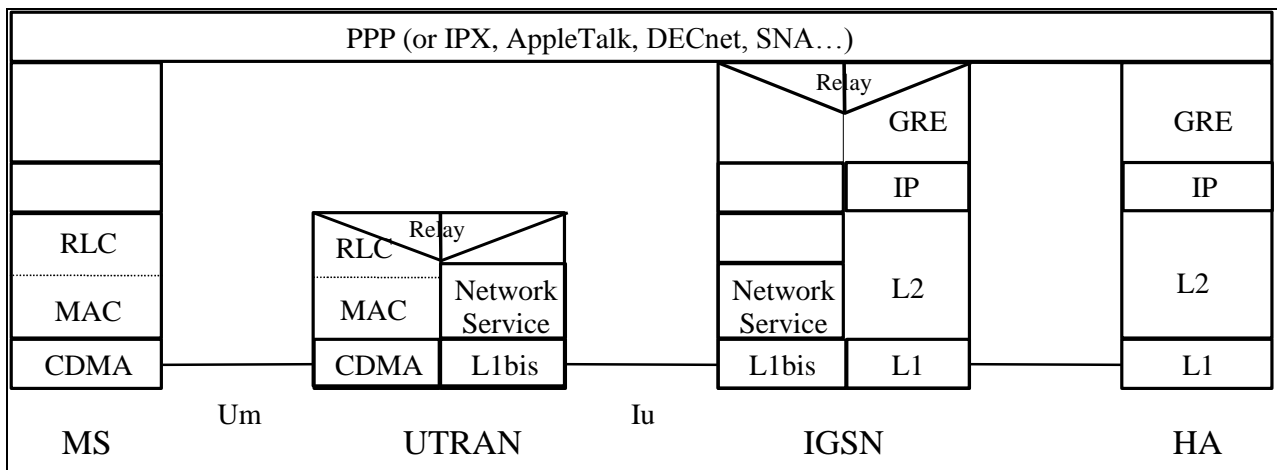 PPP (or IPX, AppleTalk, DECnet, SNA…)
Relay
GRE
GRE
IP
IP
RLC
RLC
Relay
MAC
MAC
Network
Service
Network
Service
L2
L2
CDMA
CDMA
L1bis
L1bis
L1
L1
Um
Iu
MS
UTRAN
IGSN
HA